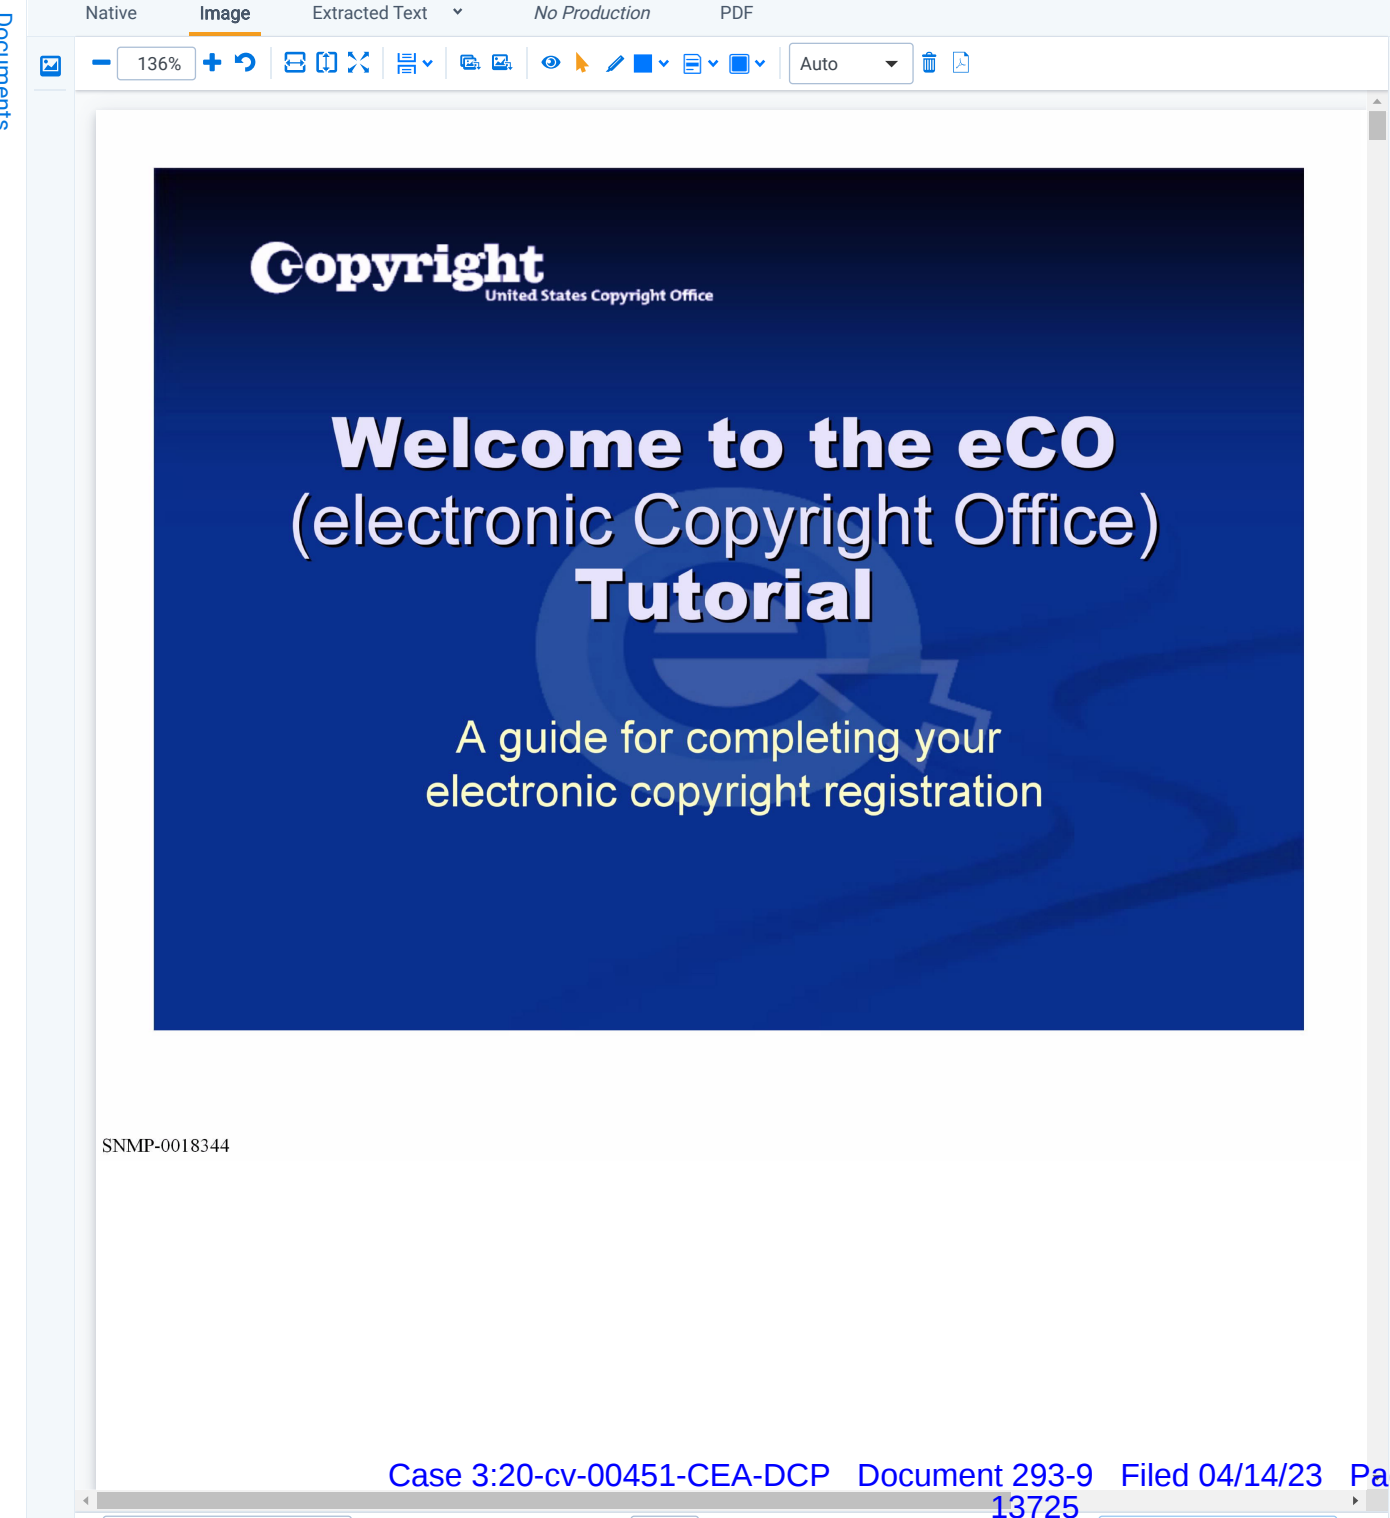 Documents
Native Image Extracted Text No Production PDF
136% Auto
Copyright
United States Copyright Office
Welcome to the eCO
(electronic Copyright Office)
Tutorial
A guide for completing your
electronic copyright registration
SNMP-0018344
Case 3:20-cv-00451-CEA-DCP Document 293-9 Filed 04/14/23 Pa
13725